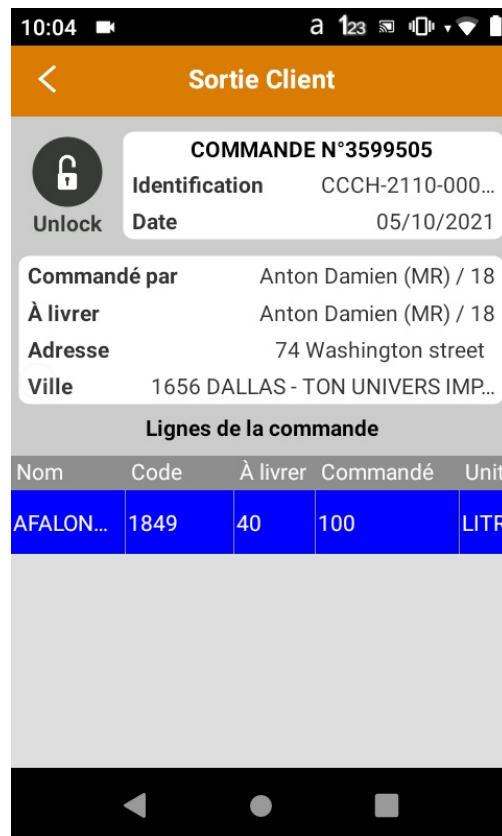 10:04 a 123
Sortie Client
COMMANDE N°3599505
Identification CCCH-2110-000...
Unlock Date 05/10/2021
Commandé par Anton Damien (MR) / 18
À livrer Anton Damien (MR) / 18
Adresse 74 Washington street
Ville 1656 DALLAS - TON UNIVERS IMP...
Lignes de la commande
Nom Code À livrer Commandé Unit
AFALON... 1849 40 100 LITR